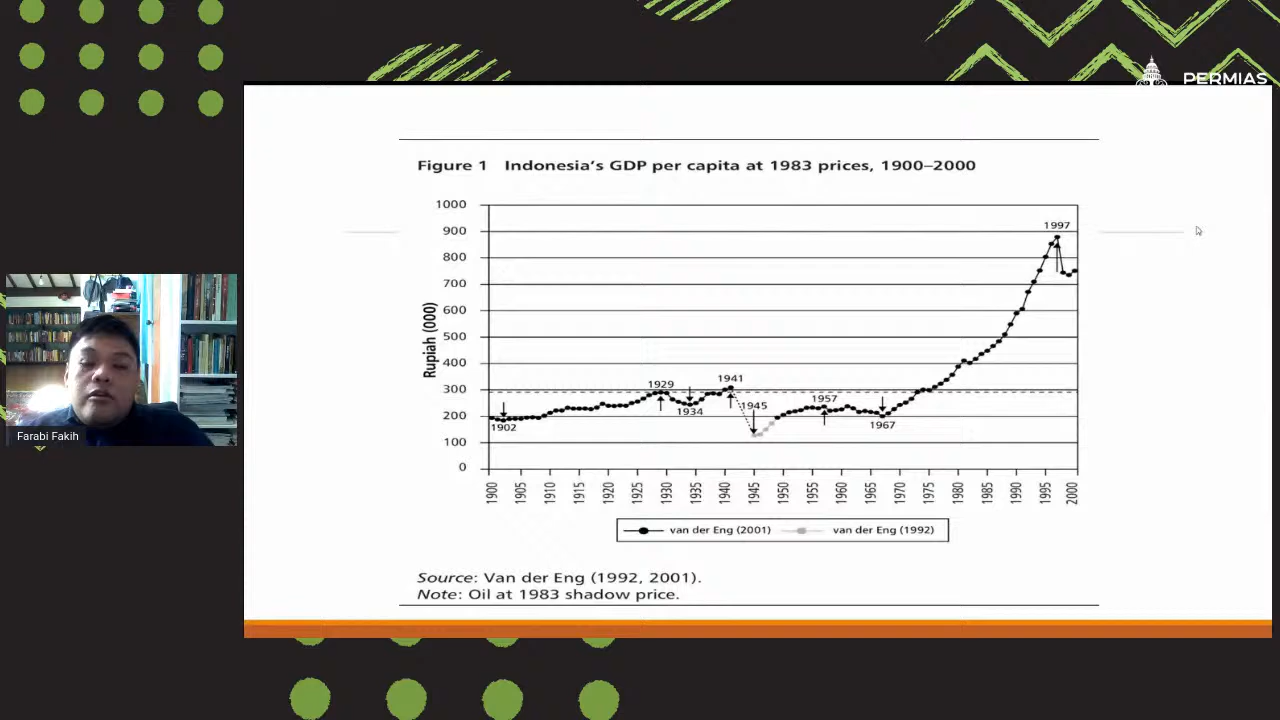 PERMIAS
Figure 1 Indonesia's GDP per capita at 1983 prices, 1900–2000
Rupiah (000)
1000
900
800
700
600
500
400
300
200
100
0
1902
1929
1934
1941
1945
1957
1967
1997
1900 1905 1910 1915 1920 1925 1930 1935 1940 1945 1950 1955 1960 1965 1970 1975 1980 1985 1990 1995 2000
van der Eng (2001) van der Eng (1992)
Source: Van der Eng (1992, 2001).
Note: Oil at 1983 shadow price.
Farabi Fakih